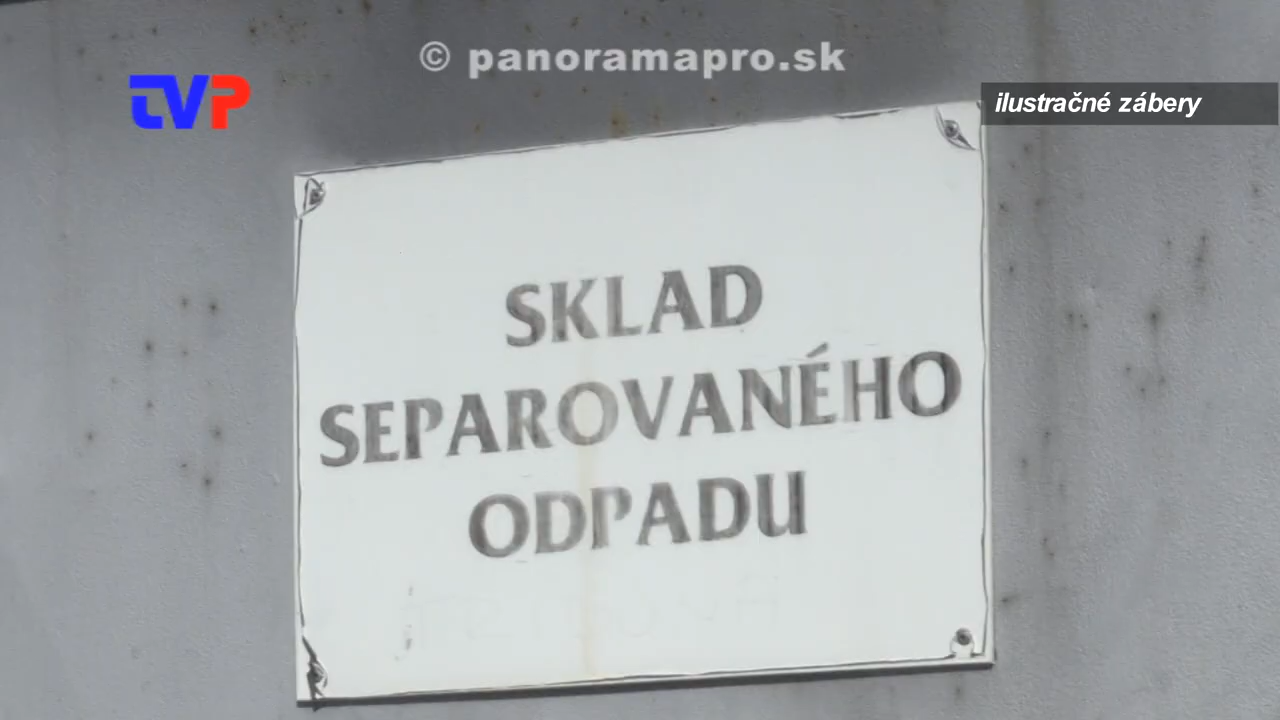 © panoramapro.sk
TVP
ilustračné zábery
SKLAD
SEPAROVANÉHO
ODPADU